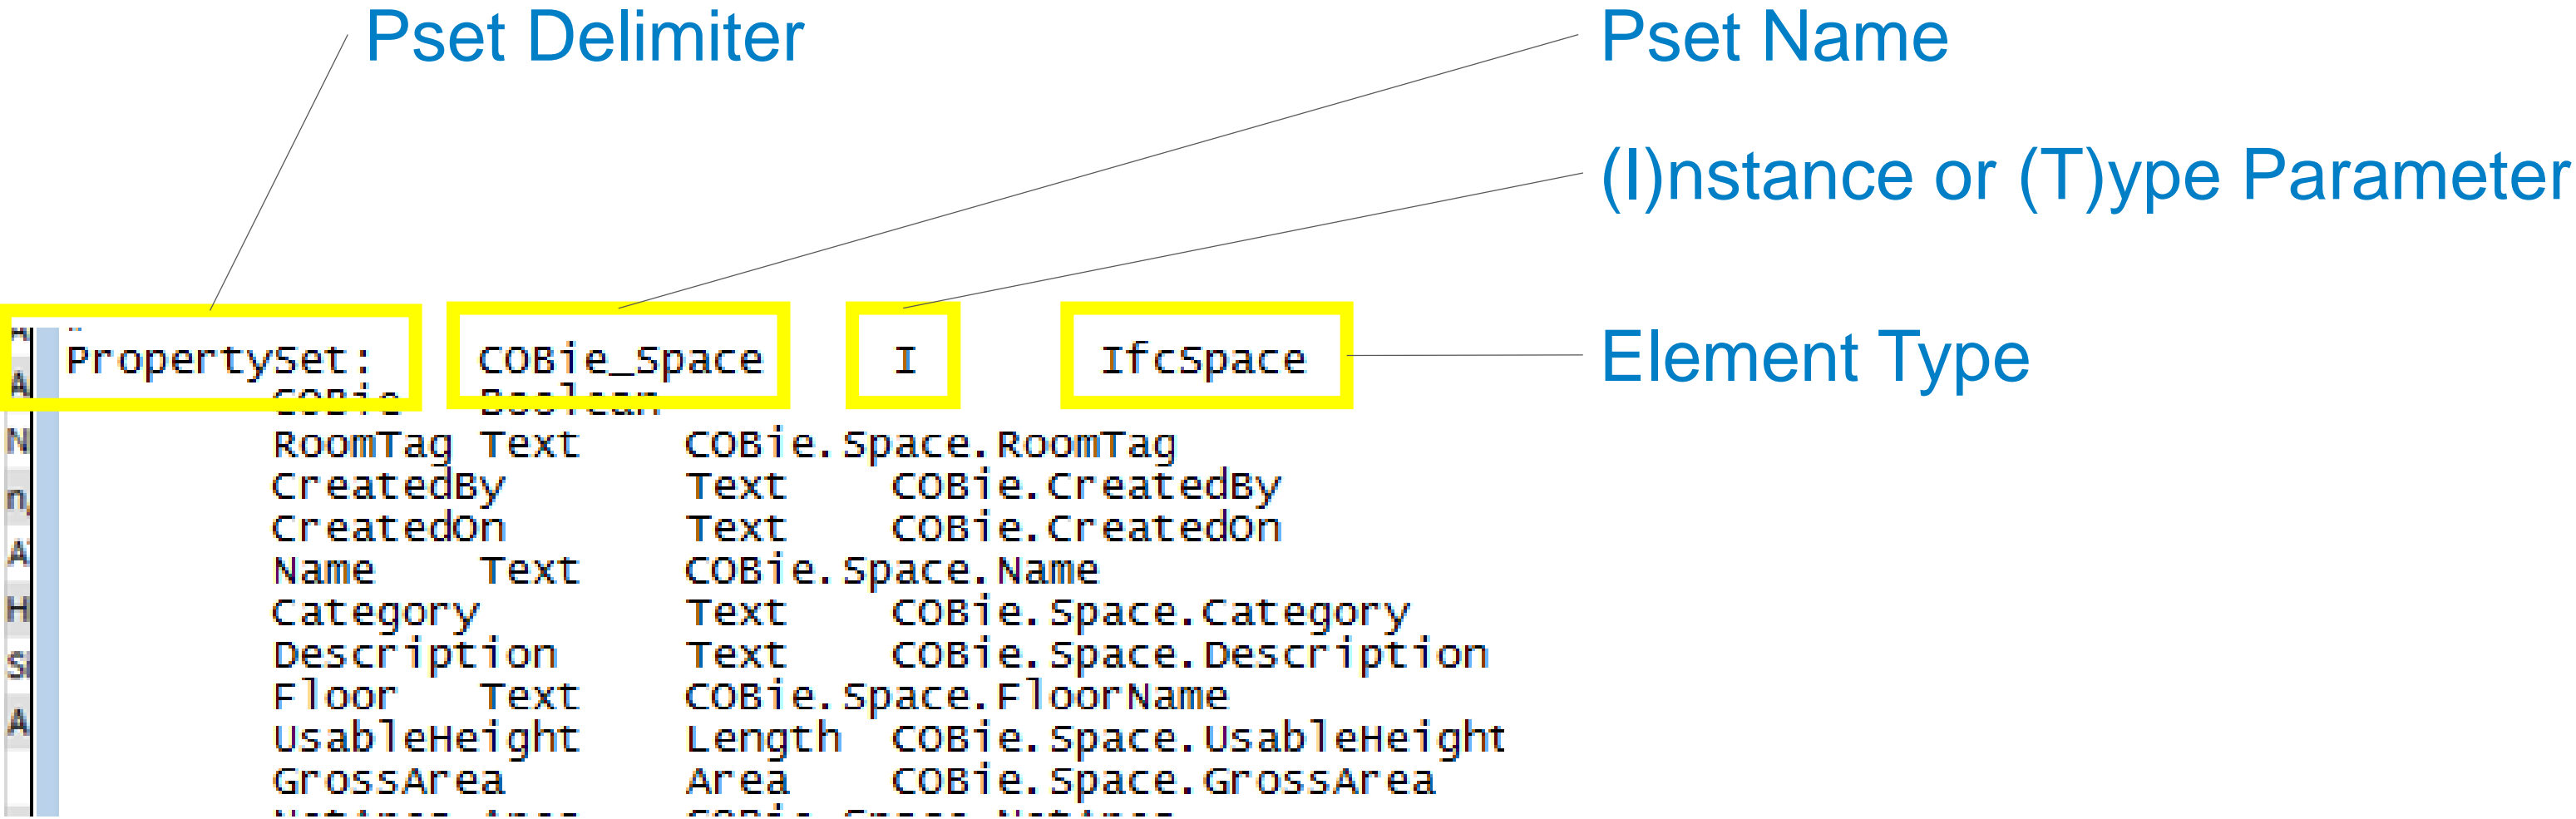 Pset Delimiter
Pset Name
(I)nstance or (T)ype Parameter
Element Type
PropertySet: COBie_Space I IfcSpace
COBie Boolean
RoomTag Text COBie.Space.RoomTag
CreatedBy Text COBie.CreatedBy
CreatedOn Text COBie.CreatedOn
Name Text COBie.Space.Name
Category Text COBie.Space.Category
Description Text COBie.Space.Description
Floor Text COBie.Space.FloorName
UsableHeight Length COBie.Space.UsableHeight
GrossArea Area COBie.Space.GrossArea